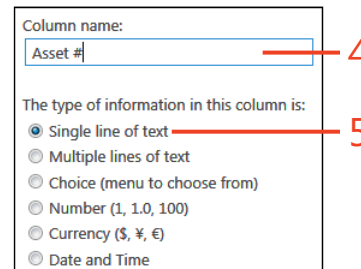 Column name:
Asset #
4
The type of information in this column is:
Single line of text
5
Multiple lines of text
Choice (menu to choose from)
Number (1, 1.0, 100)
Currency ($, ¥, €)
Date and Time